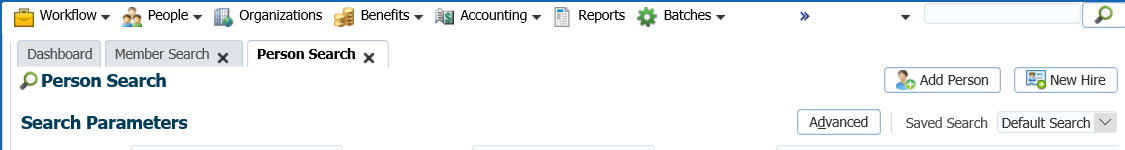 Workflow People Organizations Benefits Accounting Reports Batches »
Dashboard Member Search Person Search
Person Search Add Person New Hire
Search Parameters Advanced Saved Search Default Search